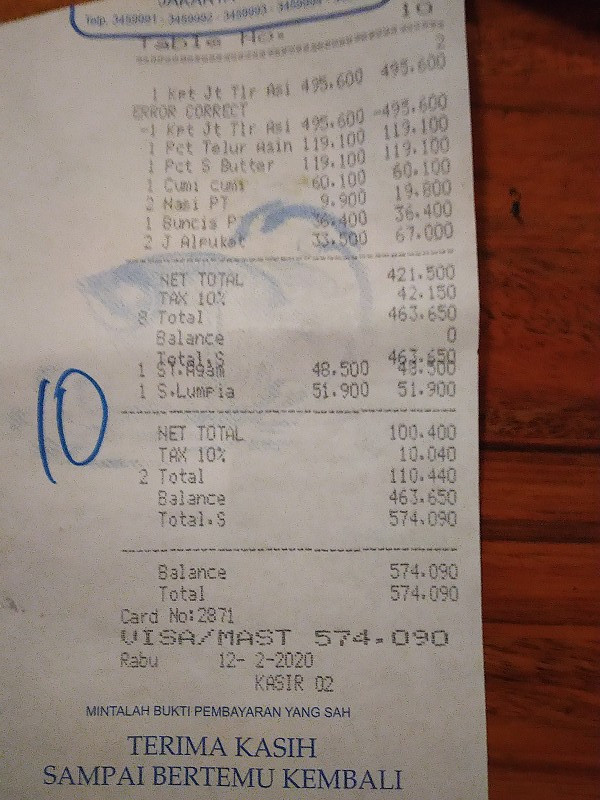 JAKARTA
Telp. 3459991 - 3459992 - 3459993 -
Table No: 10
2
1 Kpt Jt Tlr Asi 495.600 495.600
ERROR CORRECT
-1 Kpt Jt Tlr Asi 495.600 -495.600
1 Pct Telur Asin 119.100 119.100
1 Pct S Butter 119.100 119.100
1 Cumi cumi 60.100 60.100
2 Nasi PT 9.900 19.800
1 Buncis P 36.400 36.400
2 J Alpukat 33.500 67.000
NET TOTAL 421.500
TAX 10% 42.150
8 Total 463.650
Balance 0
Total.S 463.650
1 ST.Asam 48.500 48.500
1 S.Lumpia 51.900 51.900
10
NET TOTAL 100.400
TAX 10% 10.040
2 Total 110.440
Balance 463.650
Total.S 574.090
Balance 574.090
Total 574.090
Card No:2871
VISA/MAST 574.090
Rabu 12- 2-2020
KASIR 02
MINTALAH BUKTI PEMBAYARAN YANG SAH
TERIMA KASIH
SAMPAI BERTEMU KEMBALI